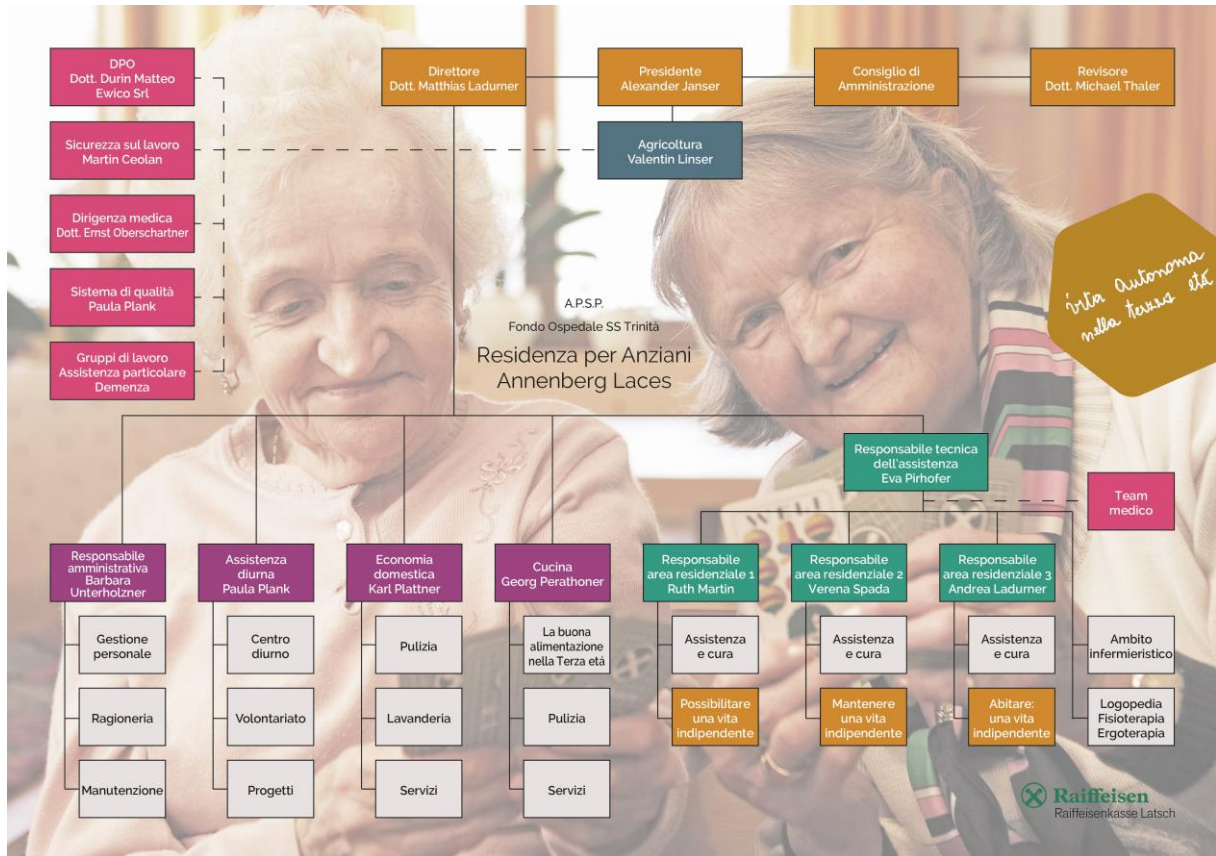 DPO
Dott. Durin Matteo
Ewico Srl
Direttore
Dott. Matthias Ladurner
Presidente
Alexander Janser
Consiglio di
Amministrazione
Revisore
Dott. Michael Thaler
Sicurezza sul lavoro
Martin Ceolan
Agricoltura
Valentin Linser
Dirigenza medica
Dott. Ernst Oberschartner
Sistema di qualità
Paula Plank
Gruppi di lavoro
Assistenza particolare
Demenza
vita autonoma
nella terza etá
A.P.S.P.
Fondo Ospedale SS Trinità
Residenza per Anziani
Annenberg Laces
Responsabile tecnica
dell'assistenza
Eva Pirhofer
Team
medico
Responsabile
amministrativa
Barbara
Unterholzner
Assistenza
diurna
Paula Plank
Economia
domestica
Karl Plattner
Cucina
Georg Perathoner
Responsabile
area residenziale 1
Ruth Martin
Responsabile
area residenziale 2
Verena Spada
Responsabile
area residenziale 3
Andrea Ladurner
Gestione
personale
Centro
diurno
Pulizia
La buona
alimentazione
nella Terza etá
Assistenza
e cura
Assistenza
e cura
Assistenza
e cura
Ambito
infermieristico
Ragioneria
Volontariato
Lavanderia
Pulizia
Possibilitare
una vita
indipendente
Mantenere
una vita
indipendente
Abitare:
una vita
indipendente
Logopedia
Fisioterapia
Ergoterapia
Manutenzione
Progetti
Servizi
Servizi
Raiffeisen
Raiffeisenkasse Latsch